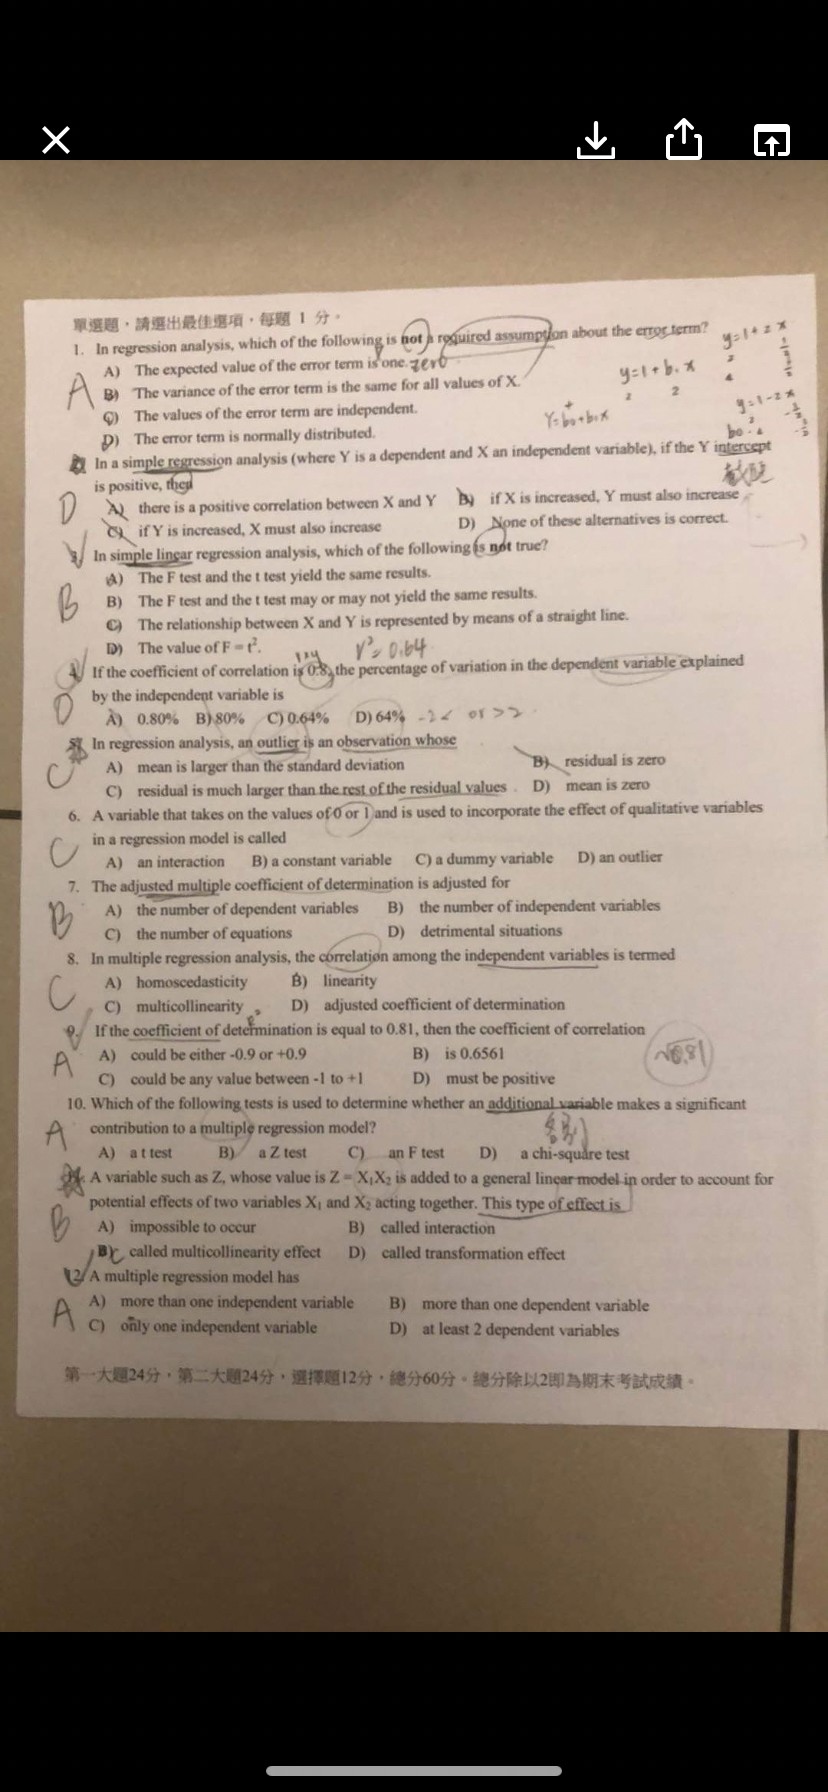 單選題，請選出最佳選項，每題 1 分。
1. In regression analysis, which of the following is not a required assumption about the error term?
y=1+2x
A) The expected value of the error term is one. zero
y=1+b.x
A
B) The variance of the error term is the same for all values of X.
y=1-2x
C) The values of the error term are independent.
Y=b0+b1x
D) The error term is normally distributed.
In a simple regression analysis (where Y is a dependent and X an independent variable), if the Y intercept
is positive, then
截距
D
A) there is a positive correlation between X and Y B) if X is increased, Y must also increase
C) if Y is increased, X must also increase D) None of these alternatives is correct.
3. In simple linear regression analysis, which of the following is not true?
A) The F test and the t test yield the same results.
B
B) The F test and the t test may or may not yield the same results.
C) The relationship between X and Y is represented by means of a straight line.
D) The value of F = t².
r²=0.64
4. If the coefficient of correlation is 0.8, the percentage of variation in the dependent variable explained
by the independent variable is
D
A) 0.80% B) 80% C) 0.64% D) 64% -2< or >2
5. In regression analysis, an outlier is an observation whose
A) mean is larger than the standard deviation B) residual is zero
C
C) residual is much larger than the rest of the residual values D) mean is zero
6. A variable that takes on the values of 0 or 1 and is used to incorporate the effect of qualitative variables
in a regression model is called
C
A) an interaction B) a constant variable C) a dummy variable D) an outlier
7. The adjusted multiple coefficient of determination is adjusted for
A) the number of dependent variables B) the number of independent variables
B
C) the number of equations D) detrimental situations
8. In multiple regression analysis, the correlation among the independent variables is termed
A) homoscedasticity B) linearity
C
C) multicollinearity D) adjusted coefficient of determination
9. If the coefficient of determination is equal to 0.81, then the coefficient of correlation
A) could be either -0.9 or +0.9 B) is 0.6561
√0.81
A
C) could be any value between -1 to +1 D) must be positive
10. Which of the following tests is used to determine whether an additional variable makes a significant
contribution to a multiple regression model?
A
A) a t test B) a Z test C) an F test D) a chi-square test
A variable such as Z, whose value is Z = X₁X₂ is added to a general linear model in order to account for
potential effects of two variables X₁ and X₂ acting together. This type of effect is
B
A) impossible to occur B) called interaction
B) C called multicollinearity effect D) called transformation effect
12. A multiple regression model has
A) more than one independent variable B) more than one dependent variable
A
C) only one independent variable D) at least 2 dependent variables
第一大題24分，第二大題24分，選擇題12分，總分60分。總分除以2即為期末考試成績。